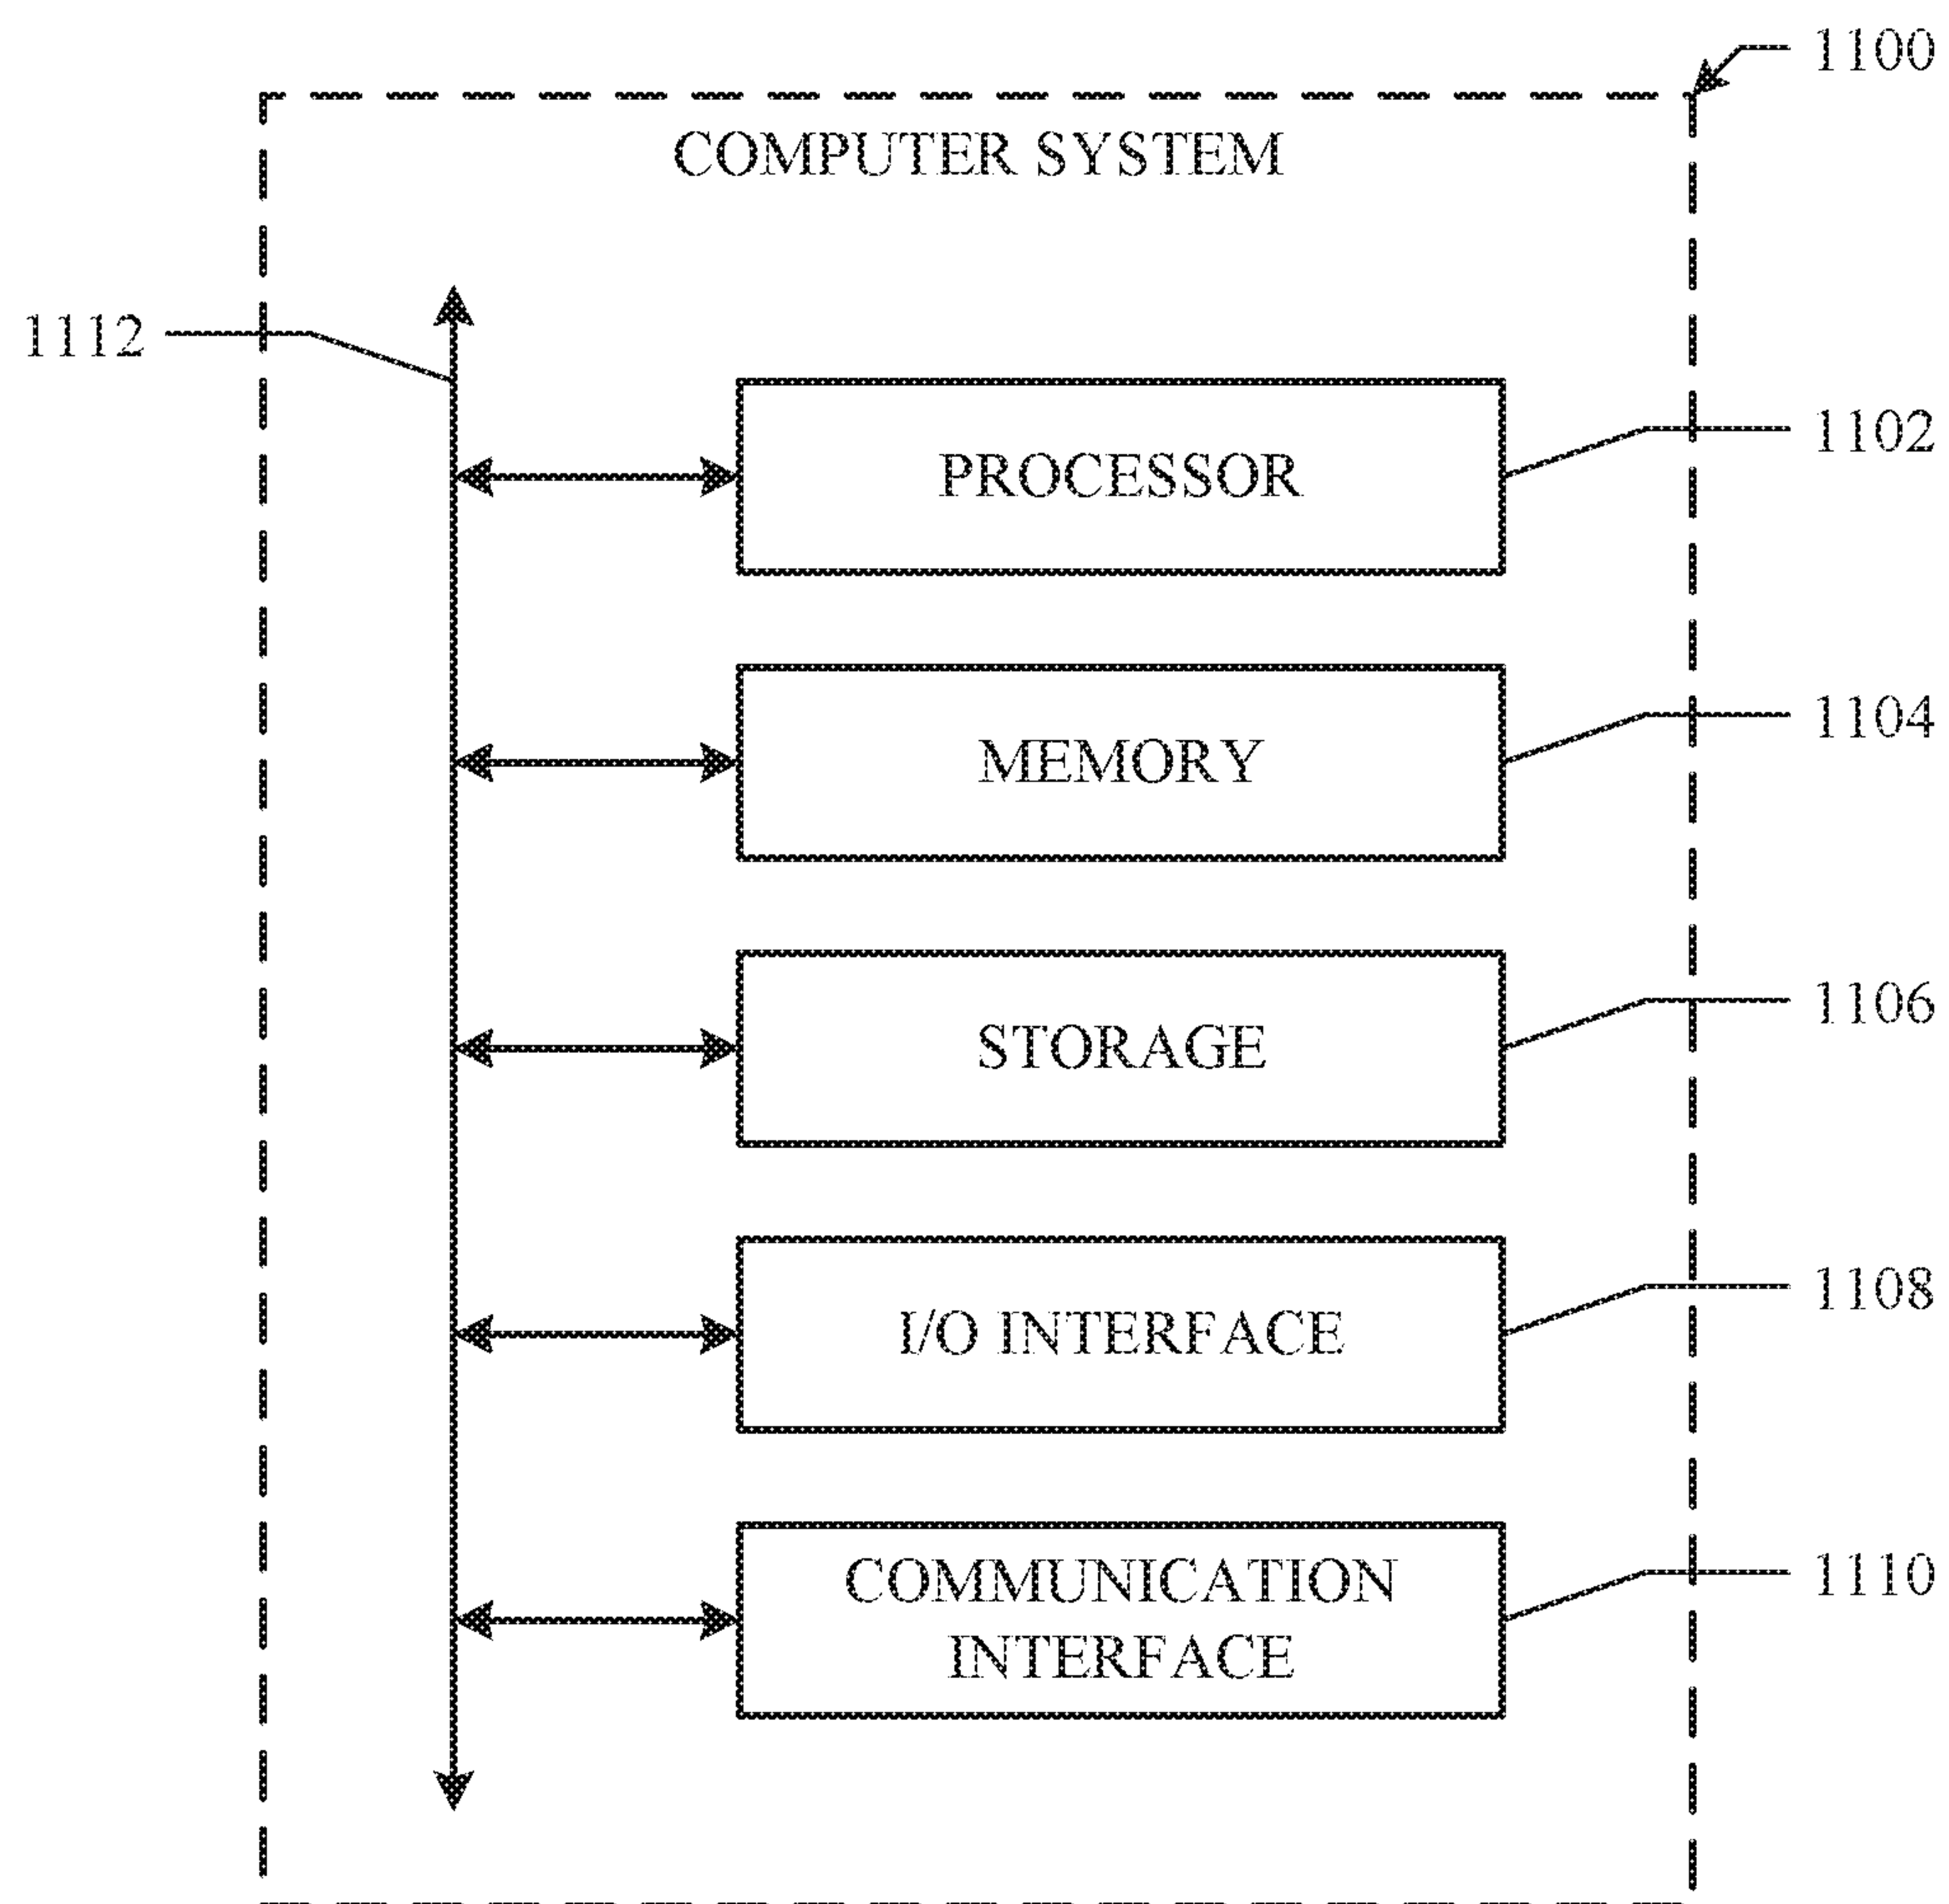 1100
COMPUTER SYSTEM
1112
PROCESSOR
1102
MEMORY
1104
STORAGE
1106
I/O INTERFACE
1108
COMMUNICATION
INTERFACE
1110